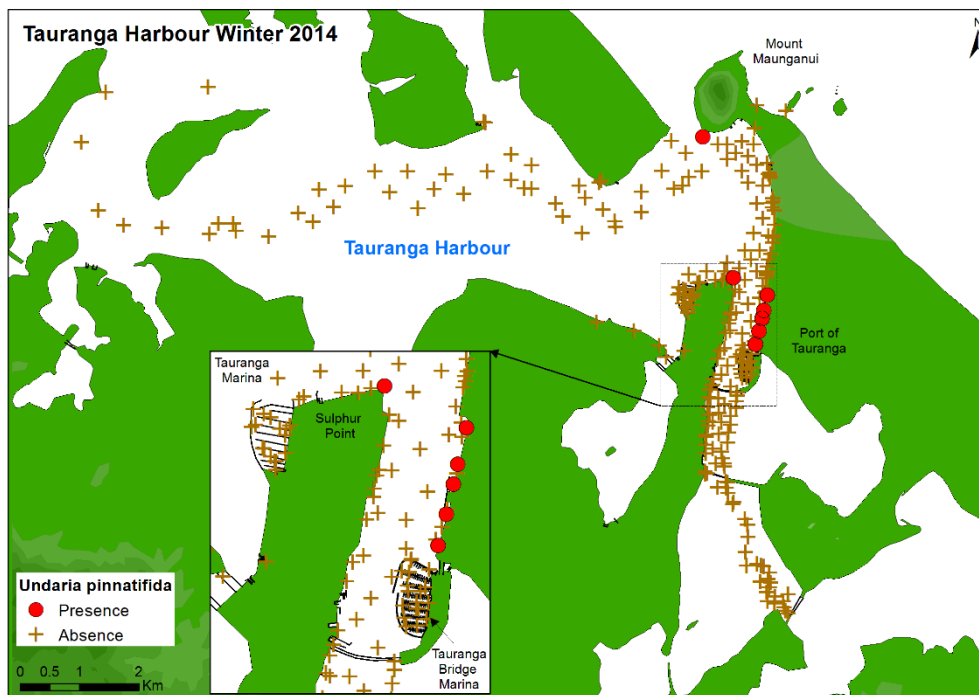 Tauranga Harbour Winter 2014
N
Mount
Maunganui
Tauranga Harbour
Port of
Tauranga
Tauranga
Marina
Sulphur
Point
Tauranga
Bridge
Marina
Undaria pinnatifida
Presence
Absence
0 0.5 1 2
Km